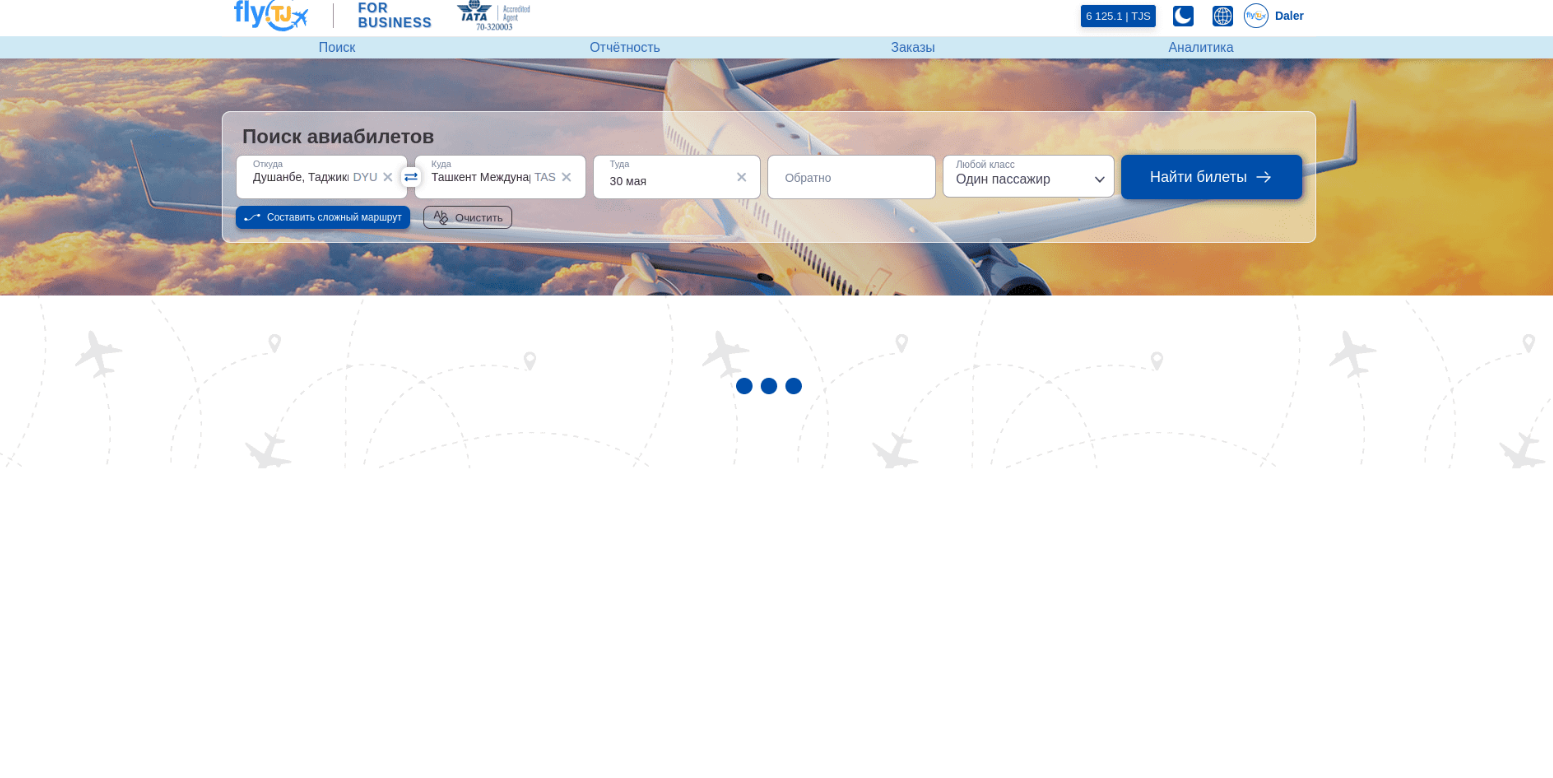 fly.TJ
FOR
BUSINESS
IATA
Accredited
Agent
70-320003
6 125.1 | TJS
Daler
Поиск
Отчётность
Заказы
Аналитика
Поиск авиабилетов
Откуда
Душанбе, Таджики DYU
Куда
Ташкент Междунар TAS
Туда
30 мая
Обратно
Любой класс
Один пассажир
Найти билеты
Составить сложный маршрут
Очистить